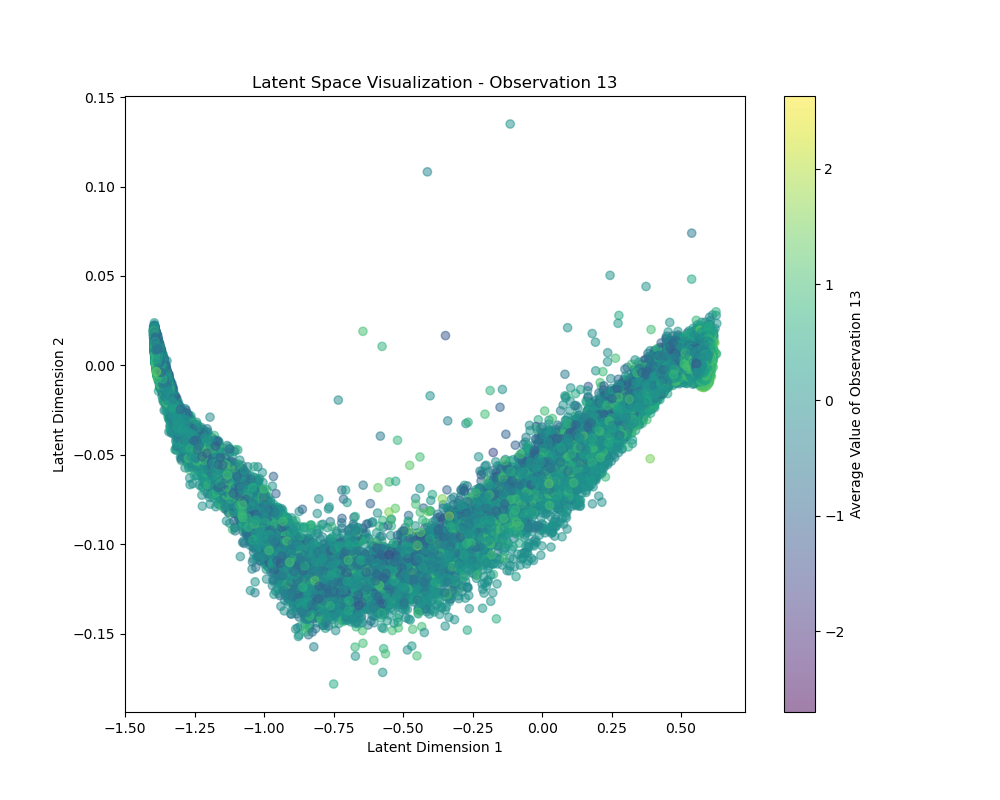 Latent Space Visualization - Observation 13
0.15
0.10
0.05
0.00
−0.05
−0.10
−0.15
Latent Dimension 2
−1.50 −1.25 −1.00 −0.75 −0.50 −0.25 0.00 0.25 0.50
Latent Dimension 1
2
1
0
−1
−2
Average Value of Observation 13